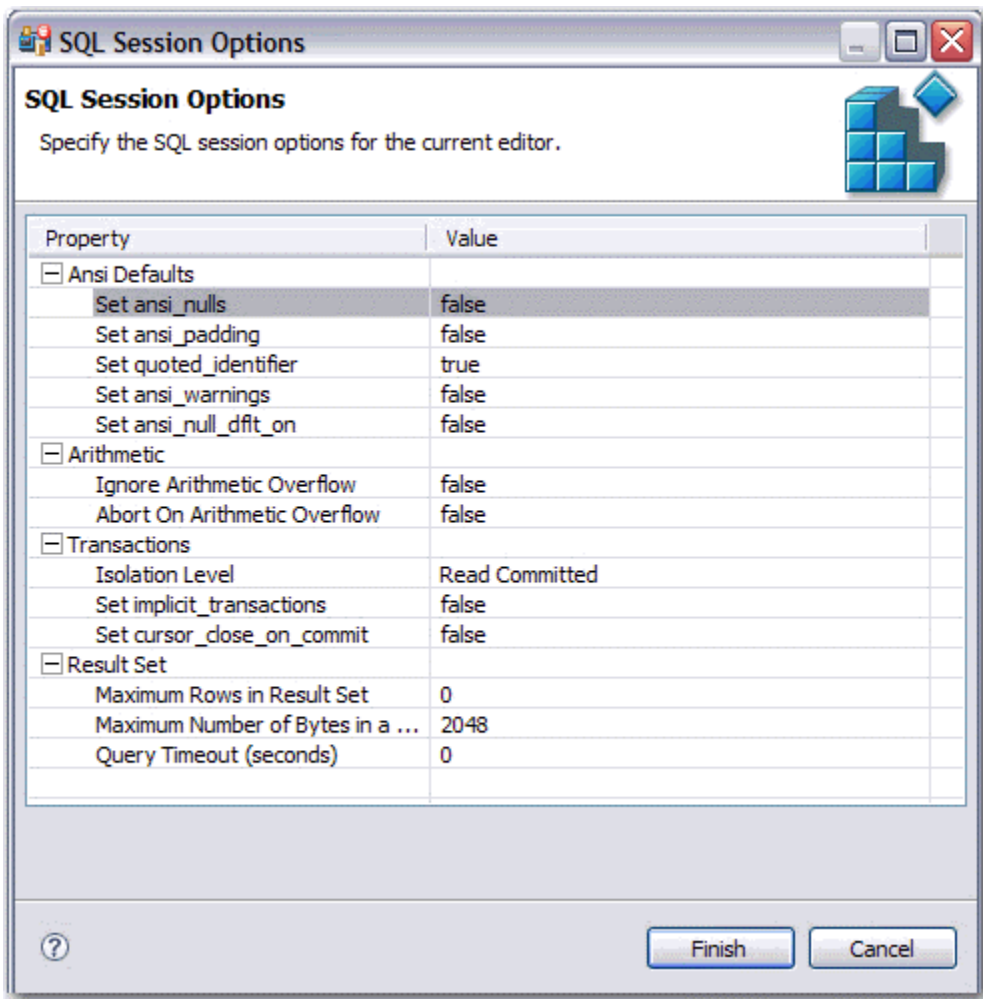 SQL Session Options
SQL Session Options
Specify the SQL session options for the current editor.
Property Value
Ansi Defaults
Set ansi_nulls false
Set ansi_padding false
Set quoted_identifier true
Set ansi_warnings false
Set ansi_null_dflt_on false
Arithmetic
Ignore Arithmetic Overflow false
Abort On Arithmetic Overflow false
Transactions
Isolation Level Read Committed
Set implicit_transactions false
Set cursor_close_on_commit false
Result Set
Maximum Rows in Result Set 0
Maximum Number of Bytes in a ... 2048
Query Timeout (seconds) 0
Finish Cancel